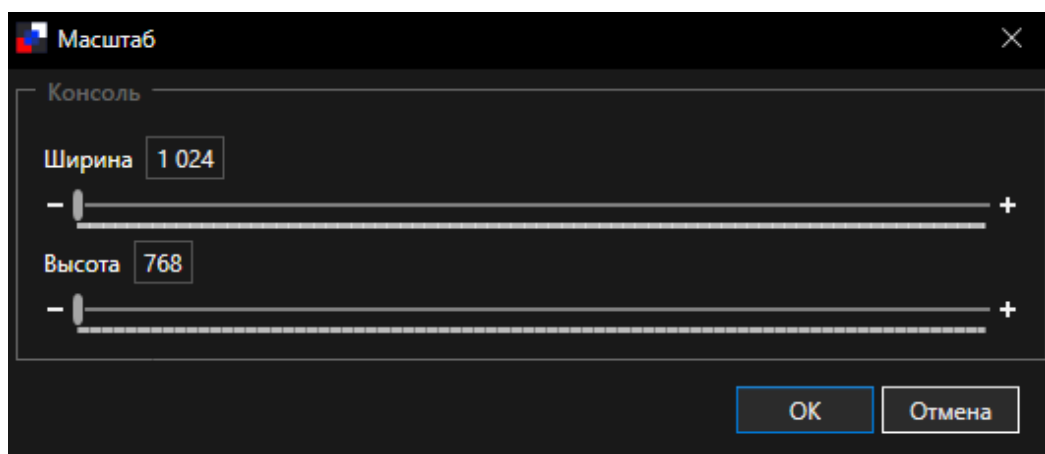 Масштаб
Консоль
Ширина 1 024
Высота 768
OK Отмена